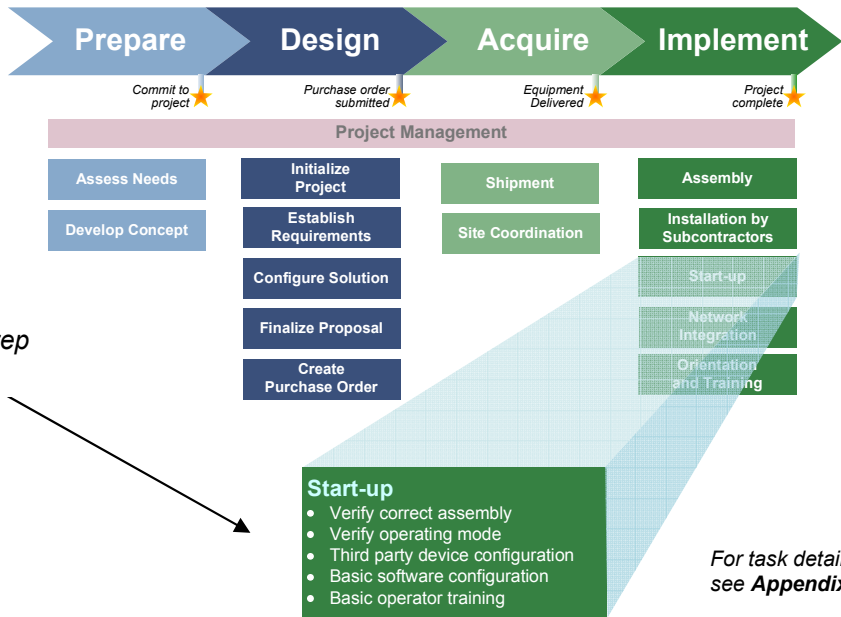 Prepare
Design
Acquire
Implement
Commit to
project
Purchase order
submitted
Equipment
Delivered
Project
complete
Project Management
Assess Needs
Develop Concept
Initialize
Project
Establish
Requirements
Configure Solution
Finalize Proposal
Create
Purchase Order
Shipment
Site Coordination
Assembly
Installation by
Subcontractors
Start-up
Network
Integration
Orientation
and Training
ep
Start-up
• Verify correct assembly
• Verify operating mode
• Third party device configuration
• Basic software configuration
• Basic operator training
For task detail
see Appendix